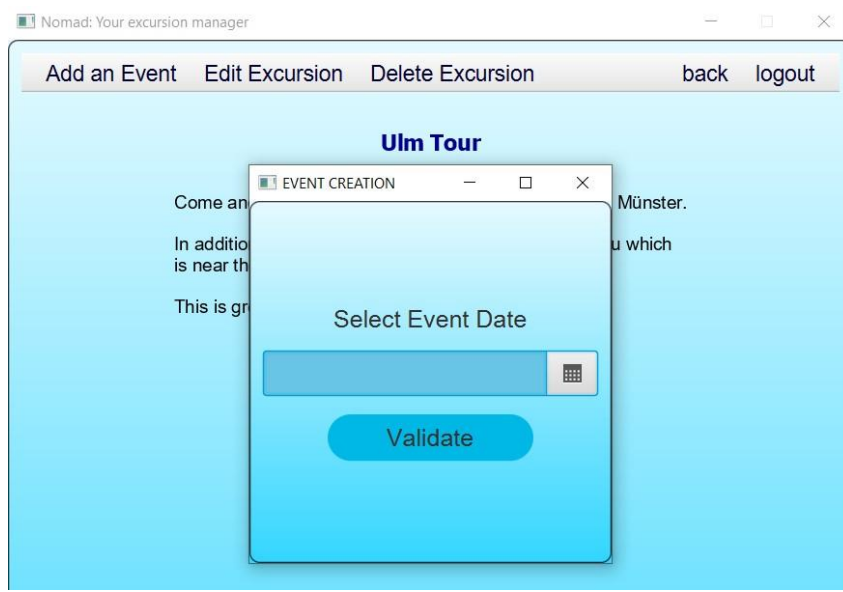 Nomad: Your excursion manager
Add an Event Edit Excursion Delete Excursion back logout
Ulm Tour
EVENT CREATION
Come an Münster.
In additio u which
is near th
This is gr
Select Event Date
Validate